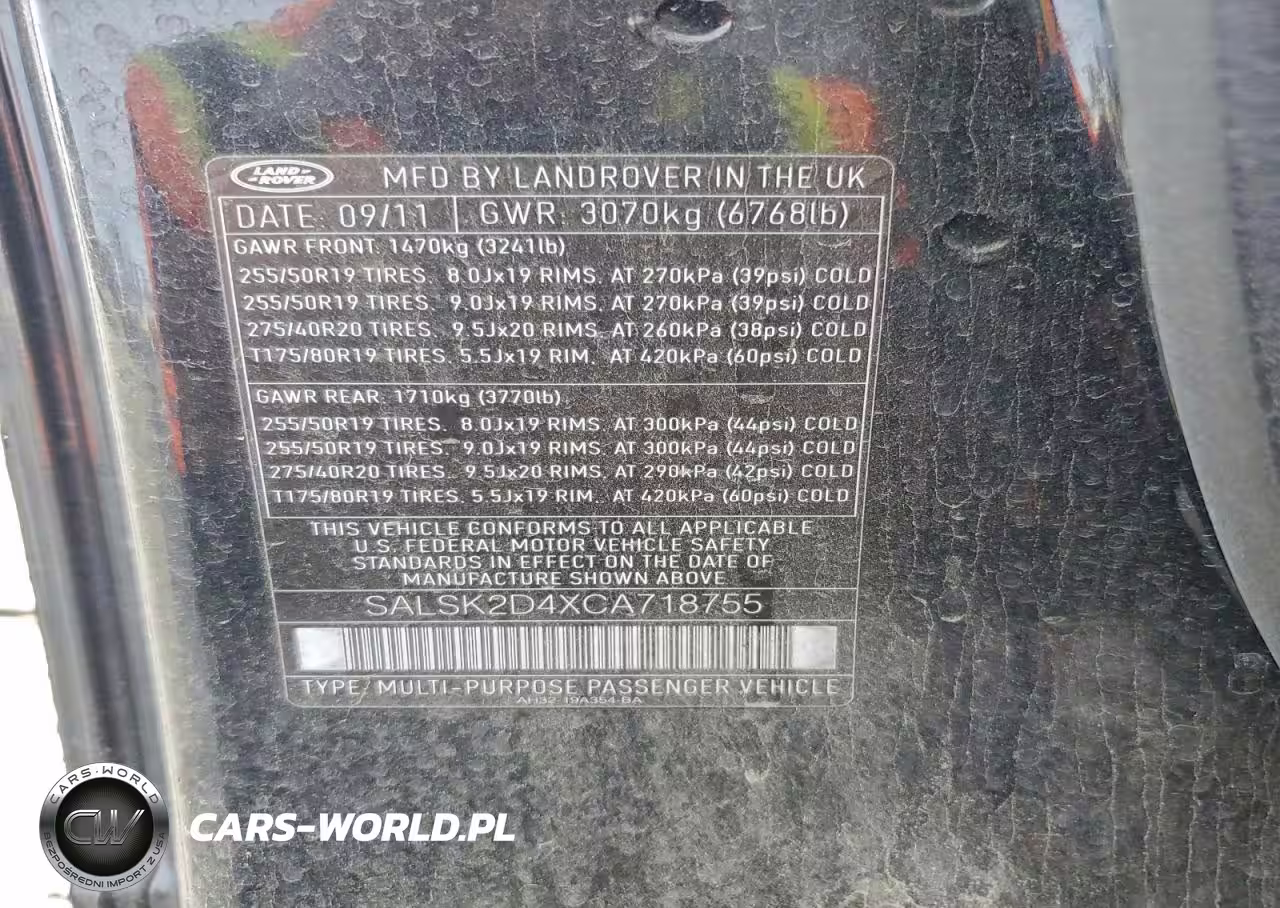 LAND ROVER
MFD BY LANDROVER IN THE UK
DATE: 09/11 GWR: 3070kg (6768lb)
GAWR FRONT. 1470kg (3241lb)
255/50R19 TIRES. 8.0Jx19 RIMS. AT 270kPa (39psi) COLD
255/50R19 TIRES. 9.0Jx19 RIMS. AT 270kPa (39psi) COLD
275/40R20 TIRES. 9.5Jx20 RIMS. AT 260kPa (38psi) COLD
T175/80R19 TIRES. 5.5Jx19 RIM. AT 420kPa (60psi) COLD
GAWR REAR. 1710kg (3770lb)
255/50R19 TIRES. 8.0Jx19 RIMS. AT 300kPa (44psi) COLD
255/50R19 TIRES. 9.0Jx19 RIMS. AT 300kPa (44psi) COLD
275/40R20 TIRES. 9.5Jx20 RIMS. AT 290kPa (42psi) COLD
T175/80R19 TIRES. 5.5Jx19 RIM. AT 420kPa (60psi) COLD
THIS VEHICLE CONFORMS TO ALL APPLICABLE
U.S. FEDERAL MOTOR VEHICLE SAFETY
STANDARDS IN EFFECT ON THE DATE OF
MANUFACTURE SHOWN ABOVE
SALSK2D4XCA718755
TYPE: MULTI-PURPOSE PASSENGER VEHICLE
AH32-19A354-BA
CARS-WORLD
CW
BEZPOŚREDNI IMPORT Z USA
CARS-WORLD.PL